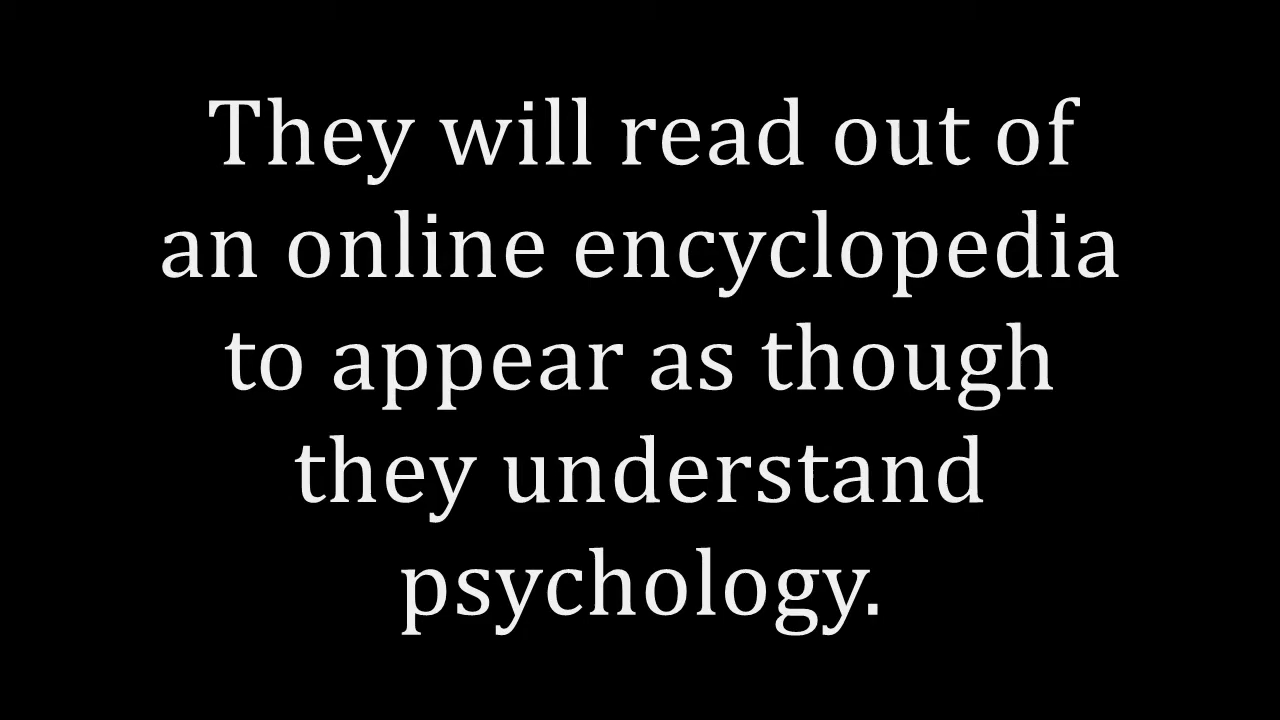 They will read out of
an online encyclopedia
to appear as though
they understand
psychology.